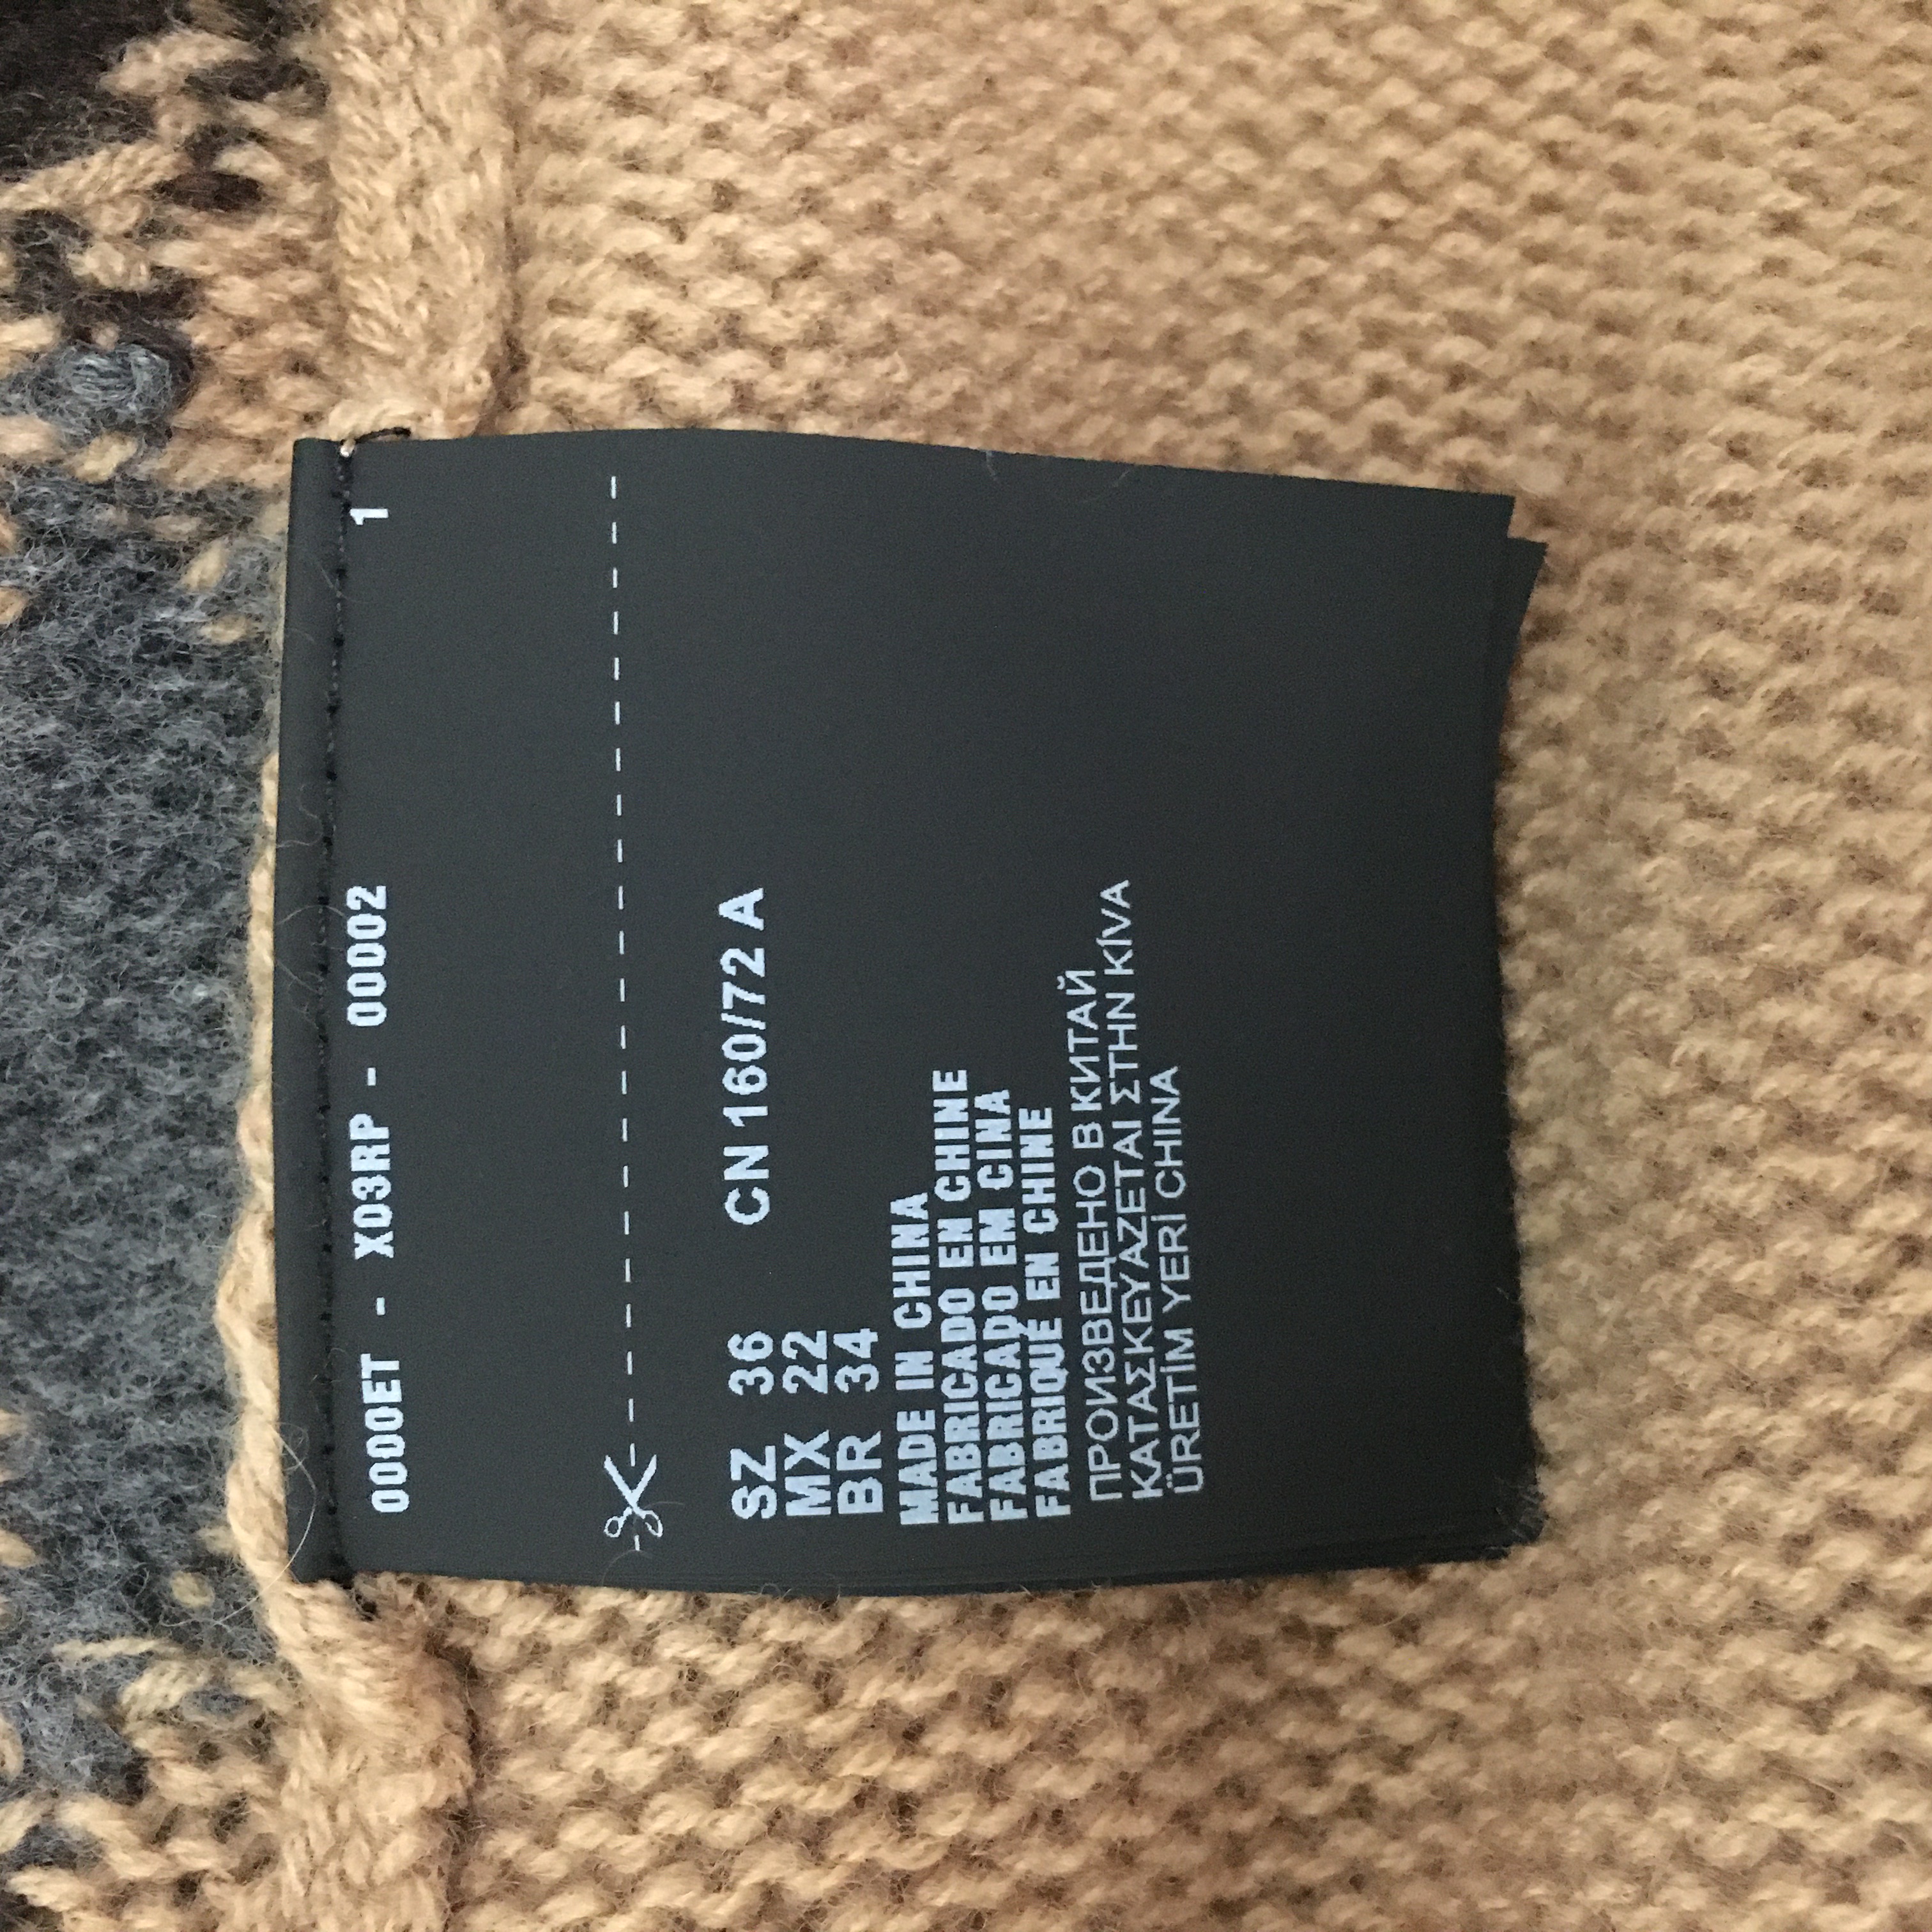 0000ET - X03RP - 00002 1
SZ 36 CN 160/72 A
MX 22
BR 34
MADE IN CHINA
FABRICADO EN CHINE
FABRICADO EM CINA
FABRIQUÉ EN CHINE
ПРОИЗВЕДЕНО В КИТАЙ
ΚΑΤΑΣΚΕΥΑΖΕΤΑΙ ΣΤΗΝ ΚίVΑ
ÜRETİM YERİ CHINA